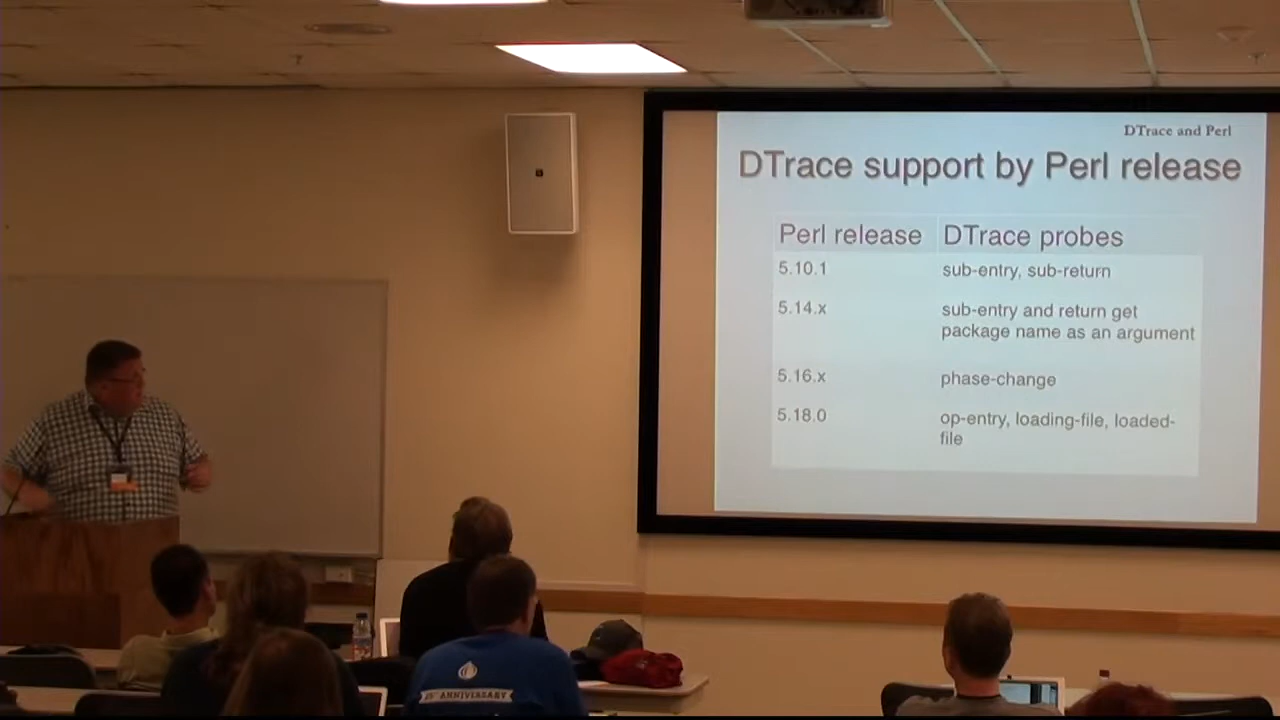 DTrace and Perl
DTrace support by Perl release
Perl release DTrace probes
5.10.1 sub-entry, sub-return
5.14.x sub-entry and return get
package name as an argument
5.16.x phase-change
5.18.0 op-entry, loading-file, loaded-
file
ANNIVERSARY